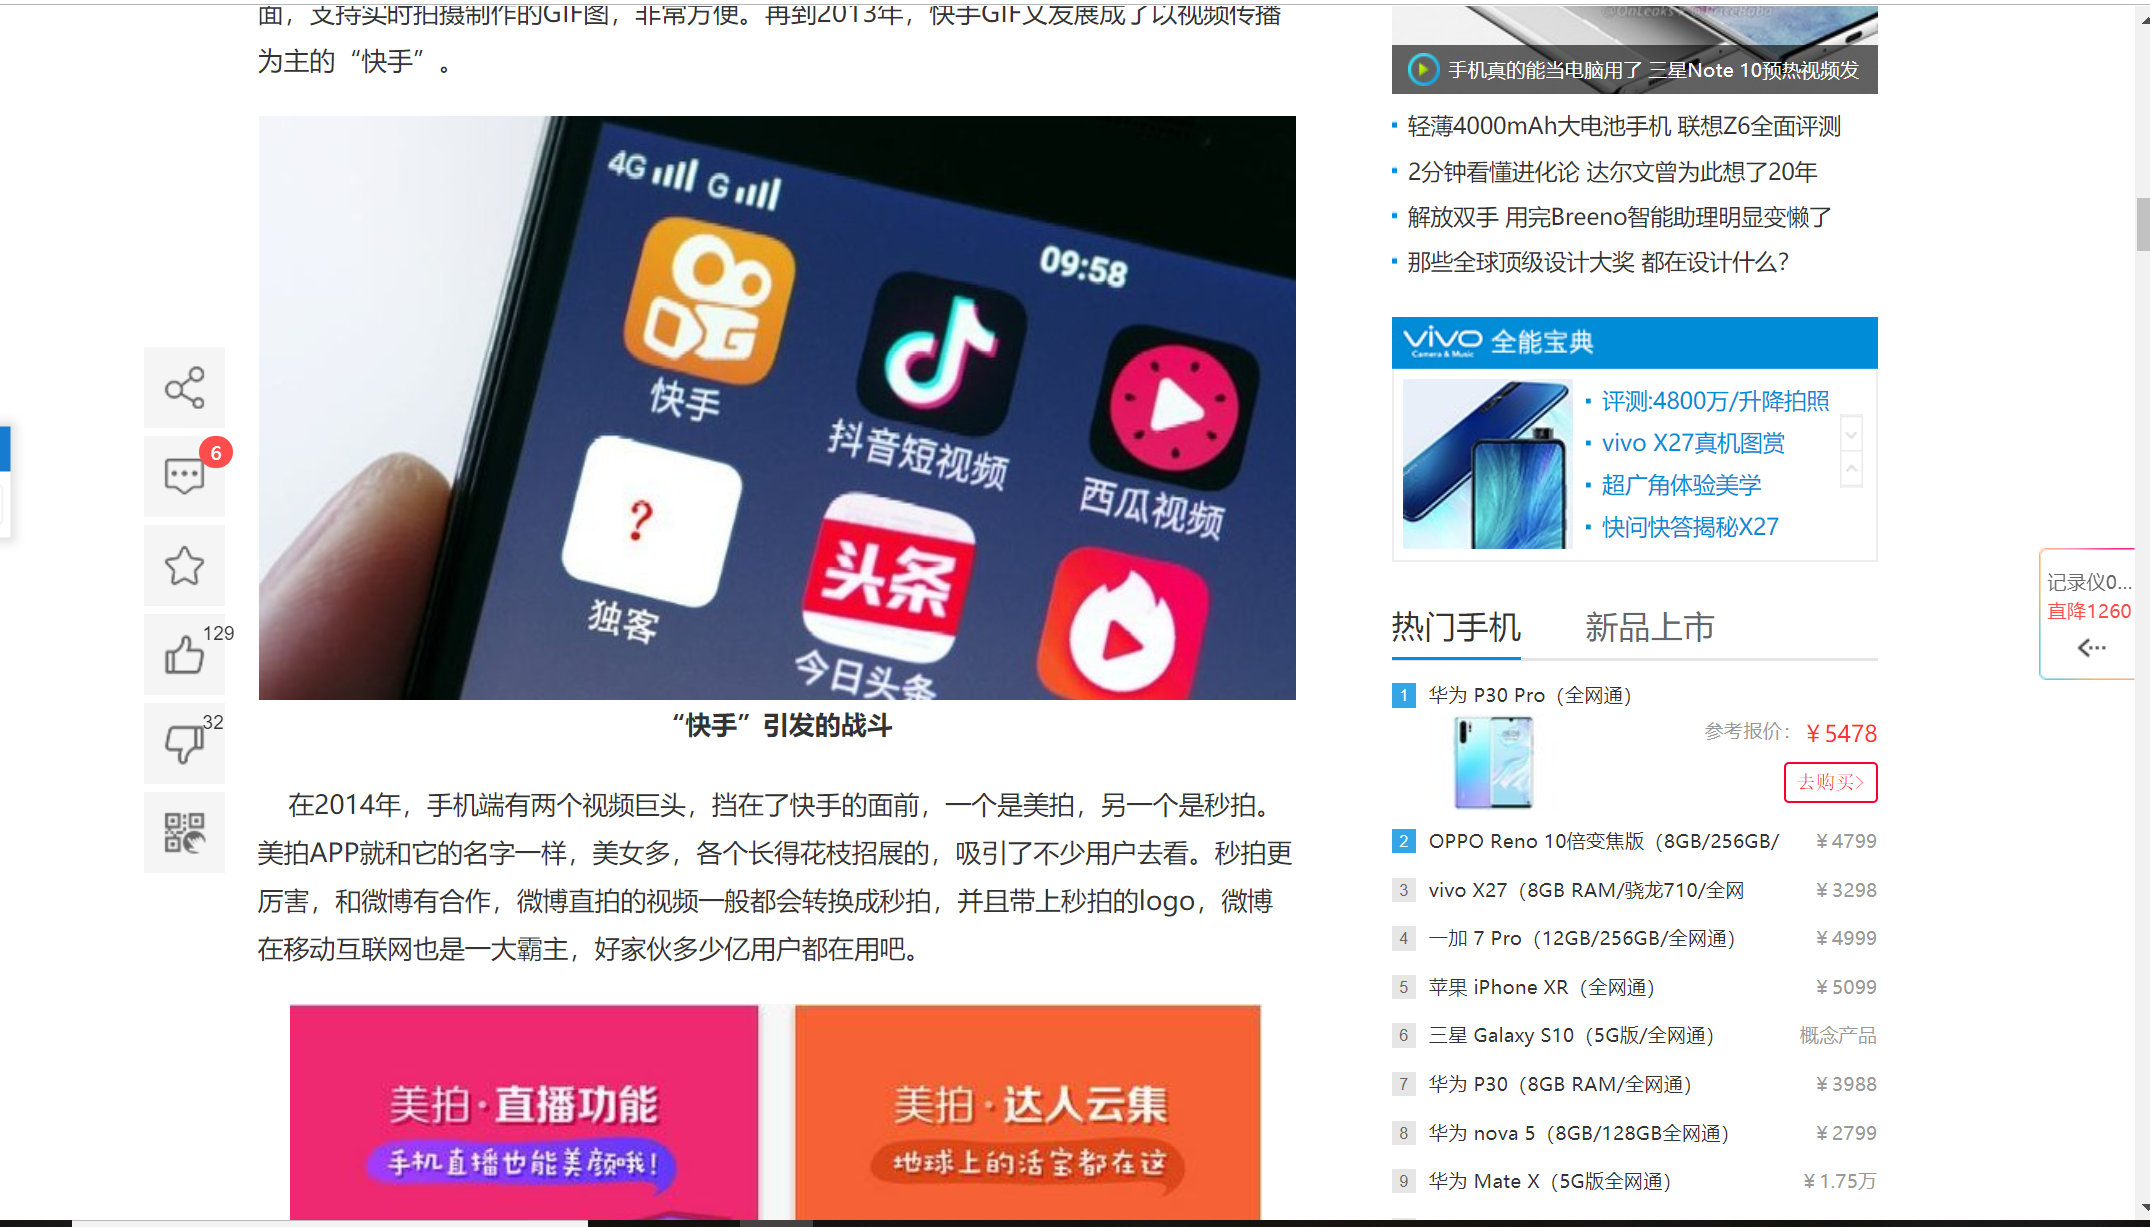 面，支持实时拍摄制作的GIF图，非常方便。再到2013年，快手GIF又发展成了以视频传播
为主的“快手”。
4G G
09:58
快手
抖音短视频
西瓜视频
?
独客
头条
今日头条
“快手”引发的战斗
在2014年，手机端有两个视频巨头，挡在了快手的面前，一个是美拍，另一个是秒拍。
美拍APP就和它的名字一样，美女多，各个长得花枝招展的，吸引了不少用户去看。秒拍更
厉害，和微博有合作，微博直拍的视频一般都会转换成秒拍，并且带上秒拍的logo，微博
在移动互联网也是一大霸主，好家伙多少亿用户都在用吧。
美拍·直播功能
手机直播也能美颜哦！
美拍·达人云集
地球上的活宝都在这
6
129
32
手机真的能当电脑用了 三星Note 10预热视频发
轻薄4000mAh大电池手机 联想Z6全面评测
2分钟看懂进化论 达尔文曾为此想了20年
解放双手 用完Breeno智能助理明显变懒了
那些全球顶级设计大奖 都在设计什么？
vivo Camera & Music 全能宝典
评测:4800万/升降拍照
vivo X27真机图赏
超广角体验美学
快问快答揭秘X27
热门手机 新品上市
1 华为 P30 Pro（全网通）
参考报价： ￥5478
去购买>
2 OPPO Reno 10倍变焦版（8GB/256GB/ ￥4799
3 vivo X27（8GB RAM/骁龙710/全网 ￥3298
4 一加 7 Pro（12GB/256GB/全网通） ￥4999
5 苹果 iPhone XR（全网通） ￥5099
6 三星 Galaxy S10（5G版/全网通） 概念产品
7 华为 P30（8GB RAM/全网通） ￥3988
8 华为 nova 5（8GB/128GB全网通） ￥2799
9 华为 Mate X（5G版全网通） ￥1.75万
记录仪0...
直降1260